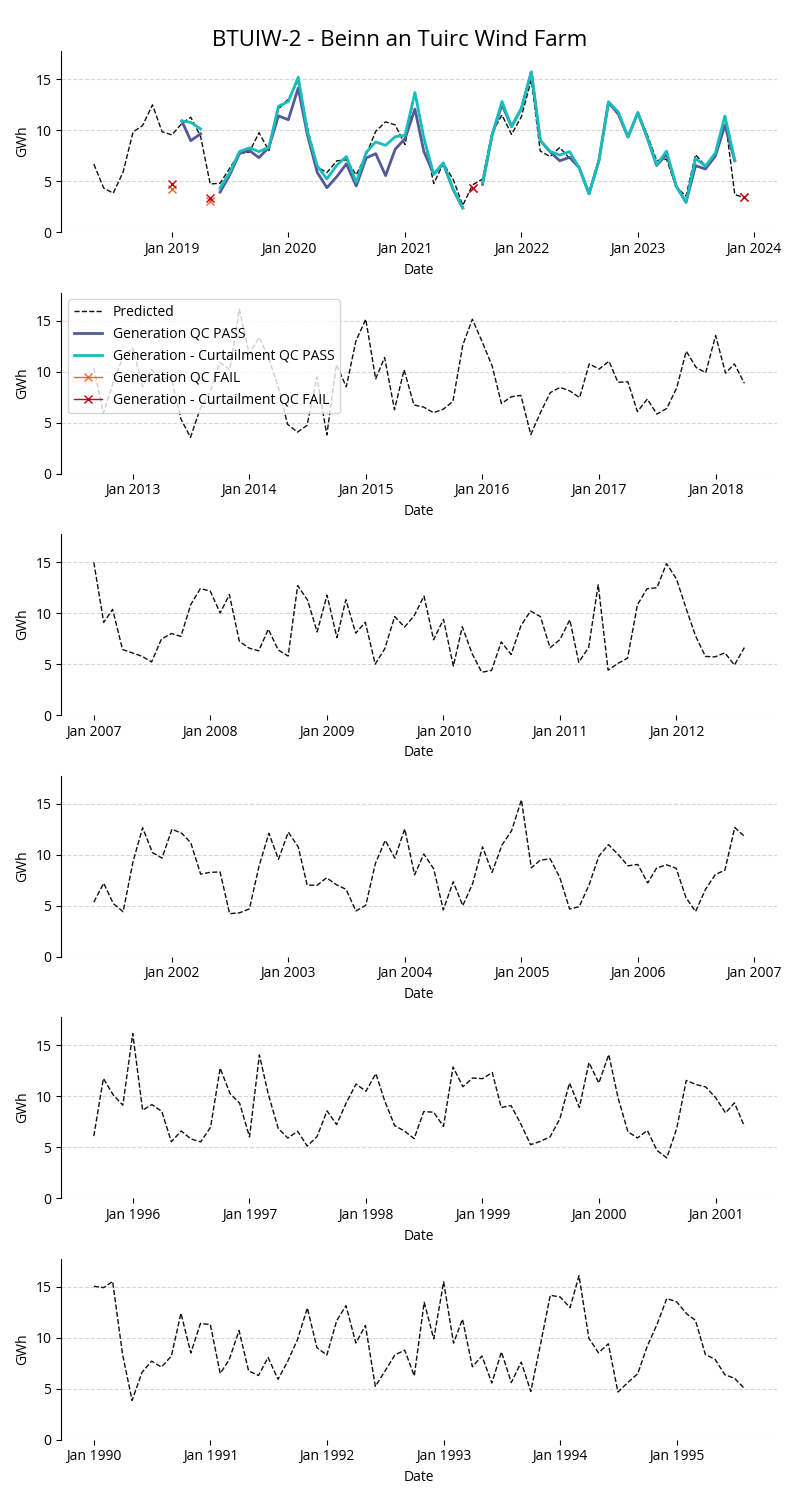 BTUIW-2 - Beinn an Tuirc Wind Farm
15
10
5
0
GWh
Jan 2019
Jan 2020
Jan 2021
Jan 2022
Jan 2023
Jan 2024
Date
15
10
5
0
GWh
Predicted
Generation QC PASS
Generation - Curtailment QC PASS
Generation QC FAIL
Generation - Curtailment QC FAIL
Jan 2013
Jan 2014
Jan 2015
Jan 2016
Jan 2017
Jan 2018
Date
15
10
5
0
GWh
Jan 2007
Jan 2008
Jan 2009
Jan 2010
Jan 2011
Jan 2012
Date
15
10
5
0
GWh
Jan 2002
Jan 2003
Jan 2004
Jan 2005
Jan 2006
Jan 2007
Date
15
10
5
0
GWh
Jan 1996
Jan 1997
Jan 1998
Jan 1999
Jan 2000
Jan 2001
Date
15
10
5
0
GWh
Jan 1990
Jan 1991
Jan 1992
Jan 1993
Jan 1994
Jan 1995
Date